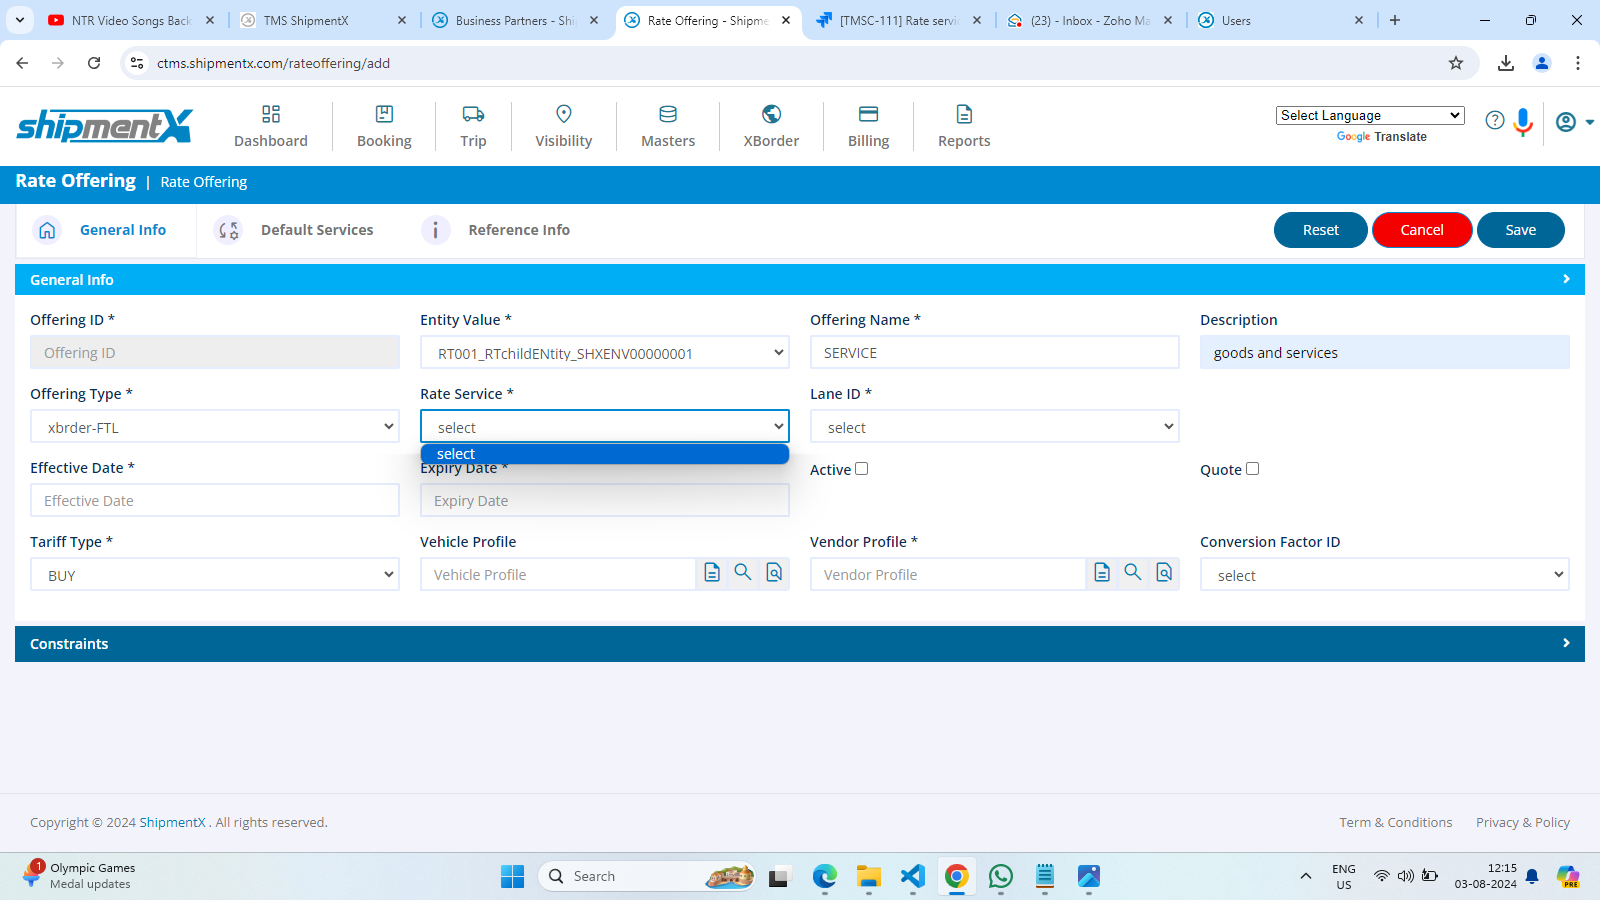 NTR Video Songs Back
TMS ShipmentX
Business Partners - Shi
Rate Offering - Shipme
[TMSC-111] Rate servic
(23) - Inbox - Zoho Ma
Users
ctms.shipmentx.com/rateoffering/add
shipmentX
Dashboard
Booking
Trip
Visibility
Masters
XBorder
Billing
Reports
Select Language
Google Translate
Rate Offering | Rate Offering
General Info
Default Services
Reference Info
Reset
Cancel
Save
General Info
Offering ID *
Entity Value *
Offering Name *
Description
Offering ID
RT001_RTchildENtity_SHXENV00000001
SERVICE
goods and services
Offering Type *
Rate Service *
Lane ID *
xbrder-FTL
select
select
select
Effective Date *
Expiry Date *
Active
Quote
Effective Date
Expiry Date
Tariff Type *
Vehicle Profile
Vendor Profile *
Conversion Factor ID
BUY
Vehicle Profile
Vendor Profile
select
Constraints
Copyright © 2024 ShipmentX . All rights reserved.
Term & Conditions
Privacy & Policy
1
Olympic Games
Medal updates
Search
ENG
US
12:15
03-08-2024
PRE